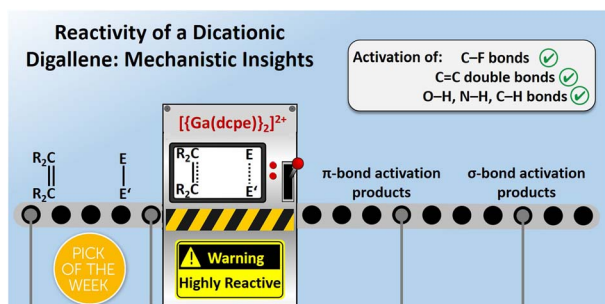 Reactivity of a Dicationic
Digallene: Mechanistic Insights
Activation of: C–F bonds
C=C double bonds
O–H, N–H, C–H bonds
[{Ga(dcpe)}₂]²⁺
R₂C E
R₂C E'
R₂C E
R₂C E'
π-bond activation
products
σ-bond activation
products
PICK
OF THE
WEEK
Warning
Highly Reactive